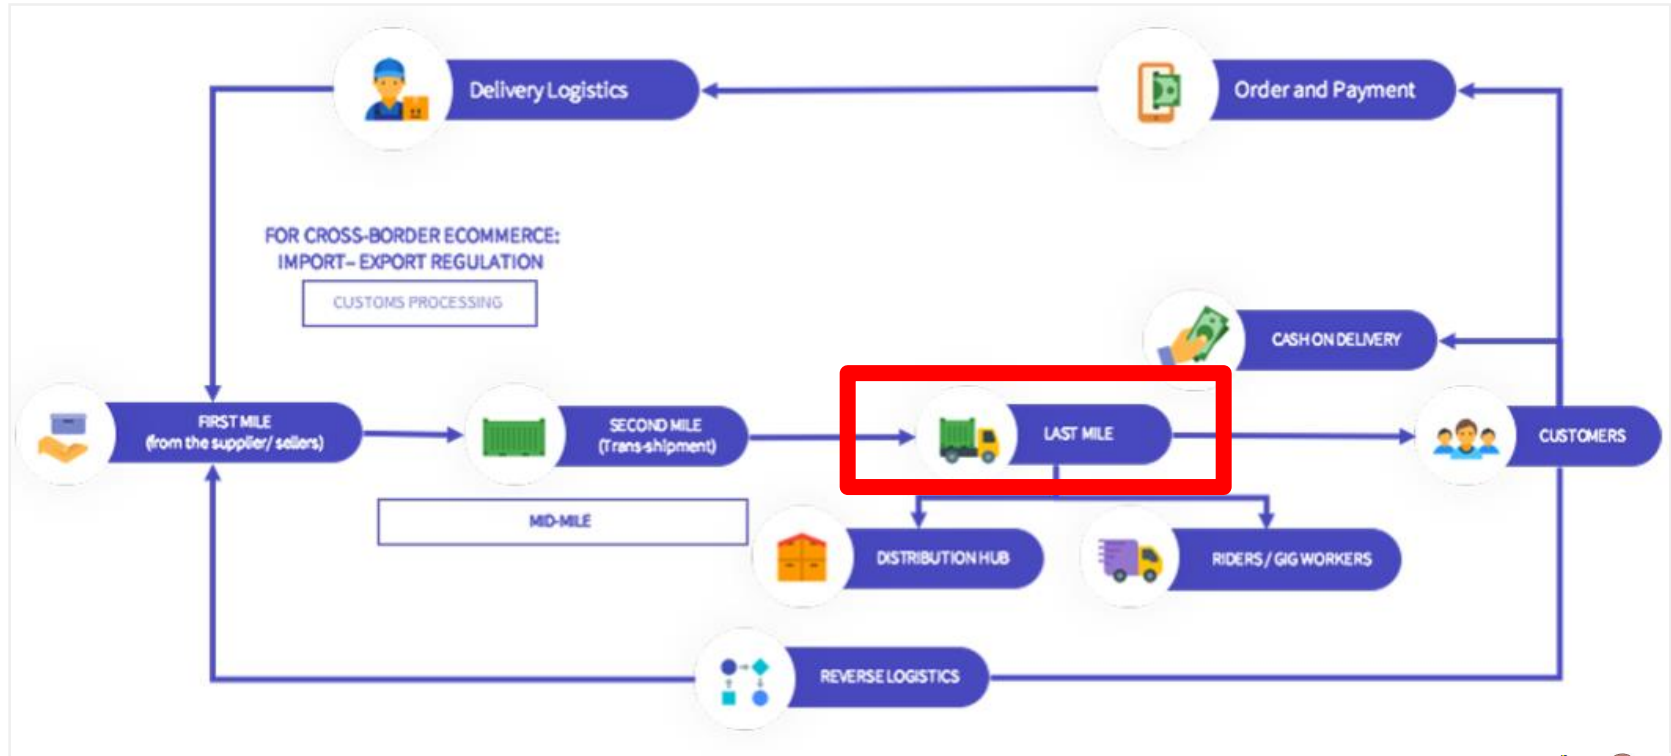 Delivery Logistics
Order and Payment
FOR CROSS-BORDER ECOMMERCE:
IMPORT– EXPORT REGULATION
CUSTOMS PROCESSING
CASH ON DELIVERY
FIRST MILE
(from the supplier/ sellers)
SECOND MILE
(Trans-shipment)
LAST MILE
CUSTOMERS
MID-MILE
DISTRIBUTION HUB
RIDERS / GIG WORKERS
REVERSE LOGISTICS